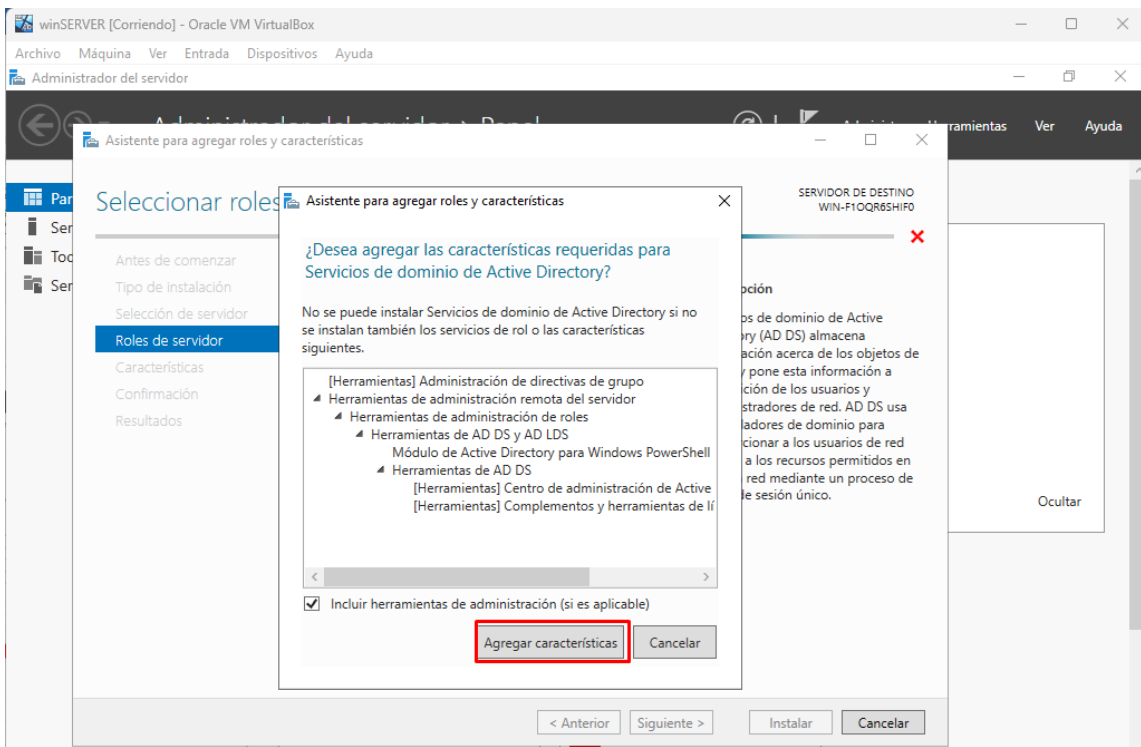 winSERVER [Corriendo] - Oracle VM VirtualBox
Archivo Máquina Ver Entrada Dispositivos Ayuda
Administrador del servidor
Ver Ayuda
Asistente para agregar roles y características
Seleccionar roles
SERVIDOR DE DESTINO
WIN-F1OQR6SHIF0
Antes de comenzar
Tipo de instalación
Selección de servidor
Roles de servidor
Características
Confirmación
Resultados
Asistente para agregar roles y características
¿Desea agregar las características requeridas para
Servicios de dominio de Active Directory?
No se puede instalar Servicios de dominio de Active Directory si no
se instalan también los servicios de rol o las características
siguientes.
[Herramientas] Administración de directivas de grupo
Herramientas de administración remota del servidor
Herramientas de administración de roles
Herramientas de AD DS y AD LDS
Módulo de Active Directory para Windows PowerShell
Herramientas de AD DS
[Herramientas] Centro de administración de Active
[Herramientas] Complementos y herramientas de lí
Incluir herramientas de administración (si es aplicable)
Agregar características Cancelar
os de dominio de Active
ory (AD DS) almacena
ación acerca de los objetos de
y pone esta información a
ición de los usuarios y
stradores de red. AD DS usa
ladores de dominio para
cionar a los usuarios de red
a los recursos permitidos en
red mediante un proceso de
de sesión único.
Ocultar
< Anterior Siguiente > Instalar Cancelar